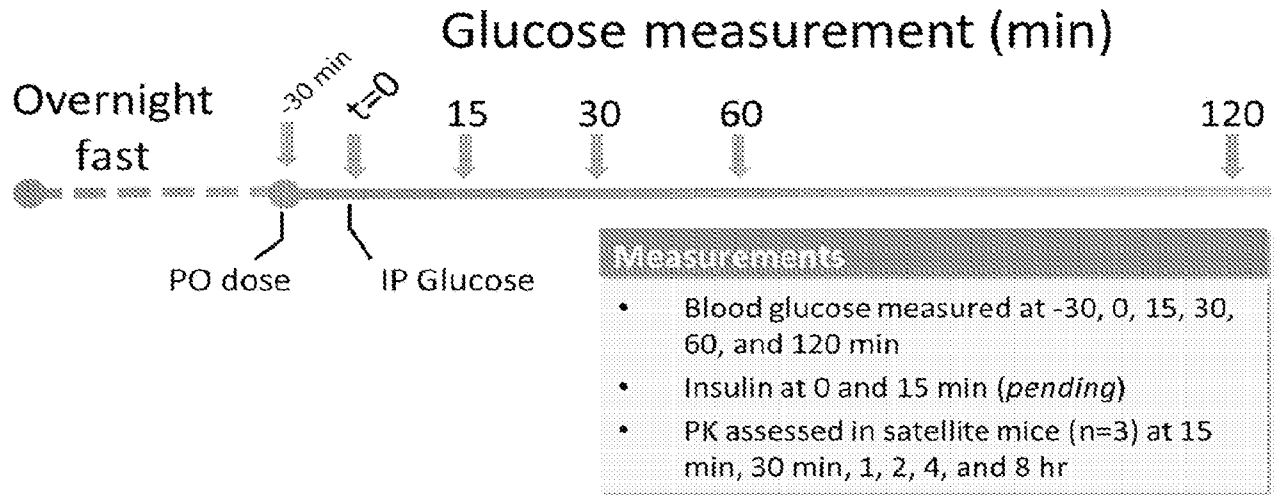 Glucose measurement (min)
Overnight
fast
-30 min
t=0
15
30
60
120
PO dose
IP Glucose
Measurements
• Blood glucose measured at -30, 0, 15, 30,
60, and 120 min
• Insulin at 0 and 15 min (pending)
• PK assessed in satellite mice (n=3) at 15
min, 30 min, 1, 2, 4, and 8 hr